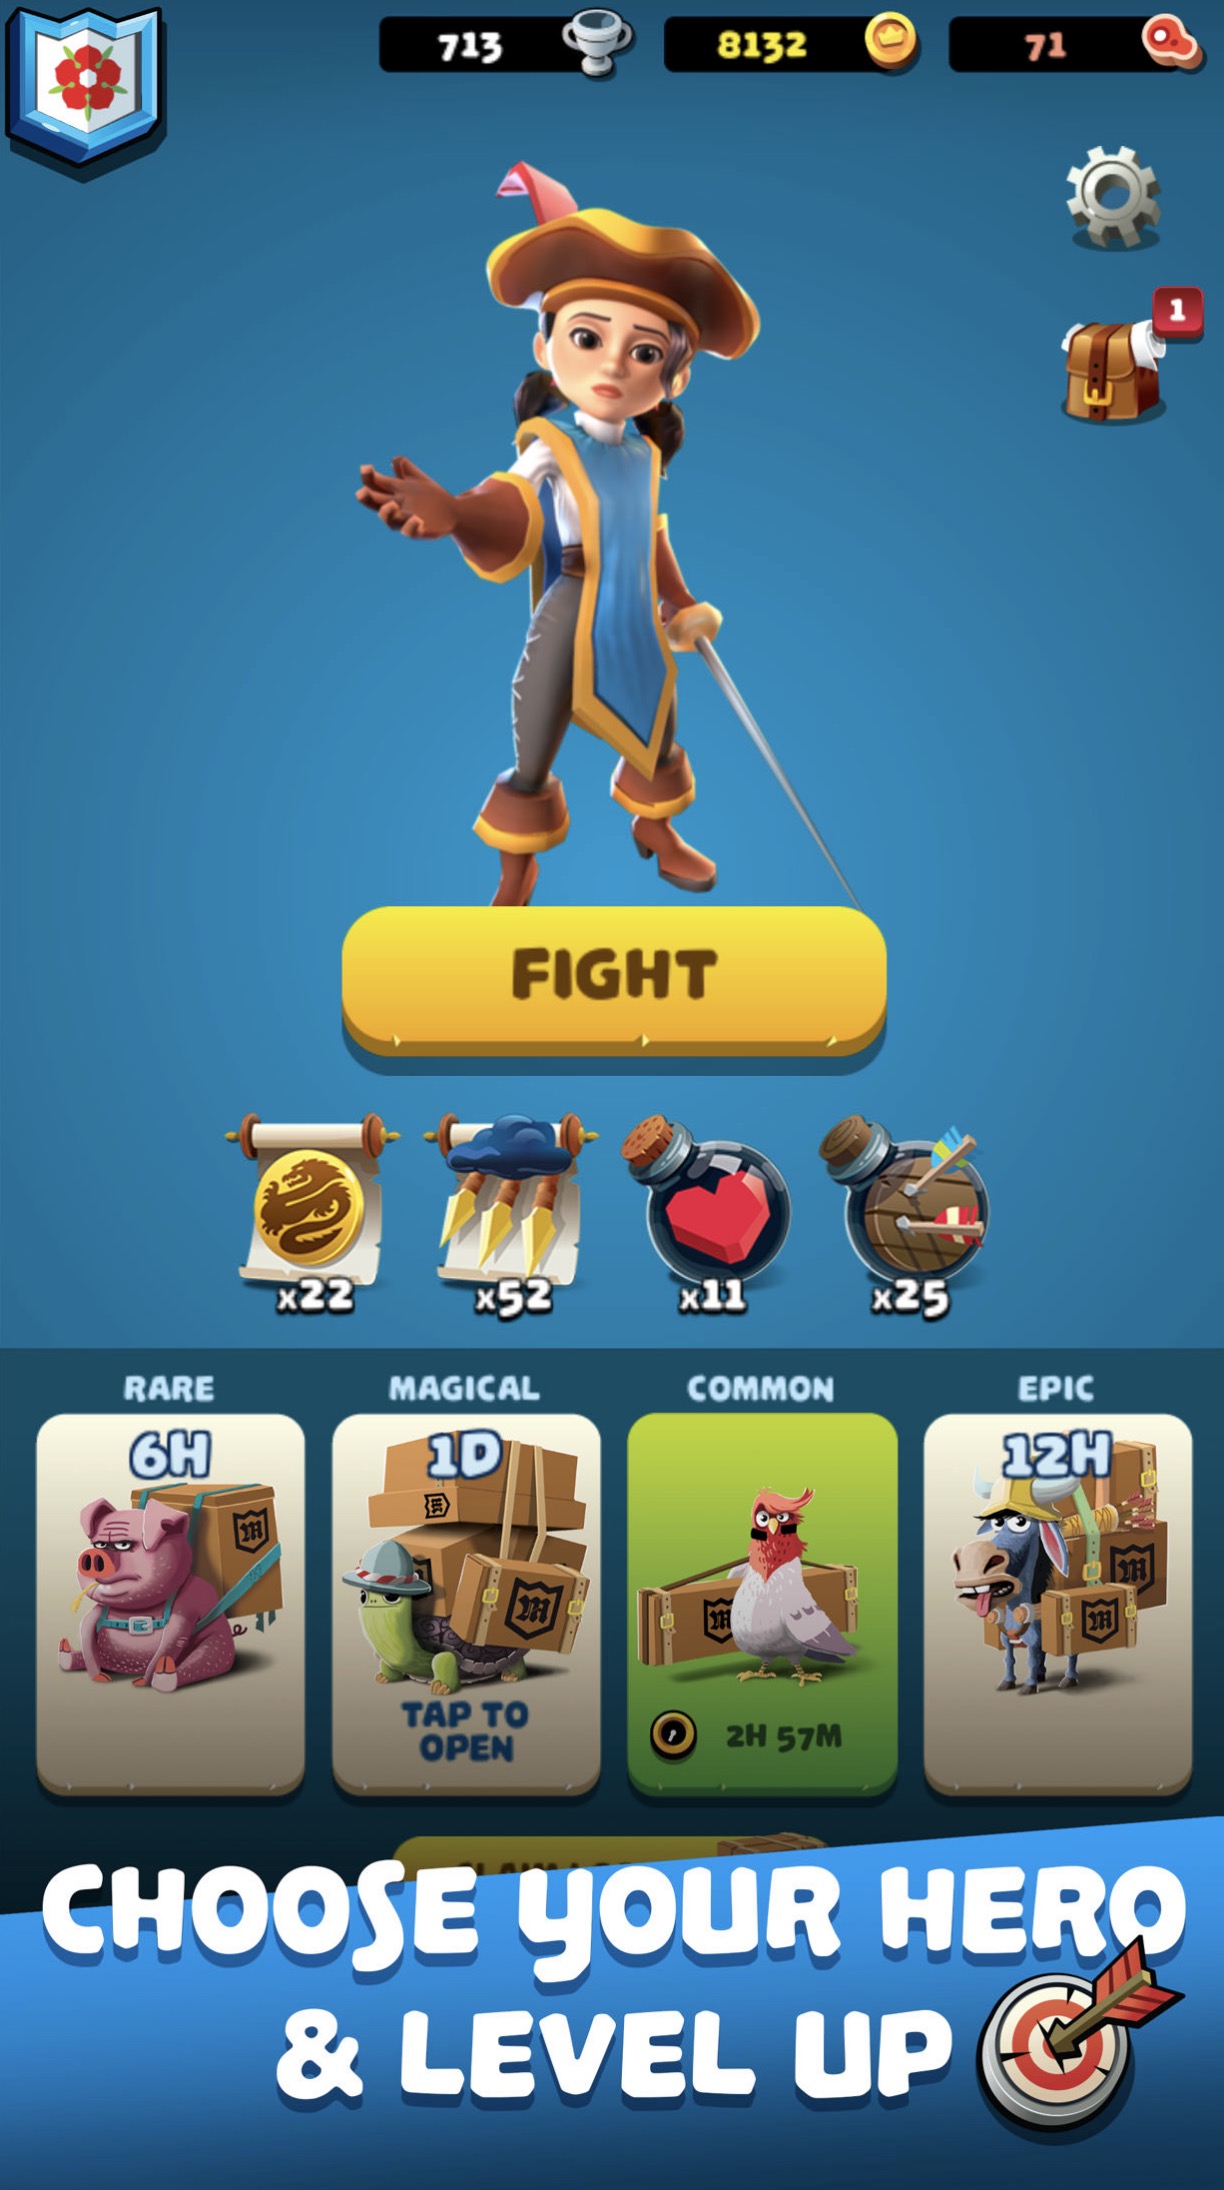 713
8132
71
1
FIGHT
x22
x52
x11
x25
RARE
MAGICAL
COMMON
EPIC
6H
1D
12H
M
M
M
M
M
TAP TO
OPEN
2H 57M
CHOOSE YOUR HERO
& LEVEL UP